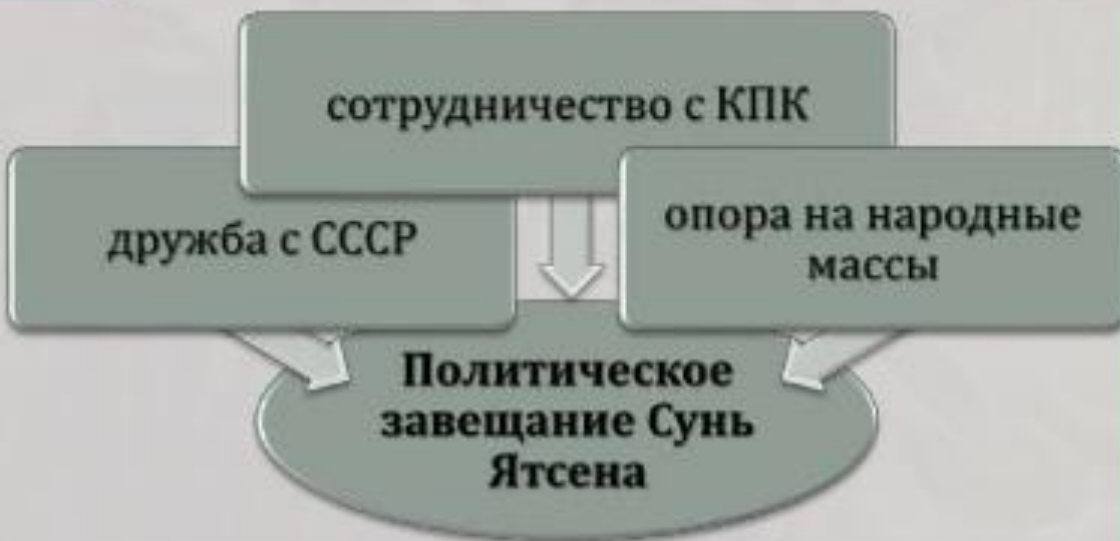 сотрудничество с КПК
дружба с СССР
опора на народные
массы
Политическое
завещание Сунь
Ятсена